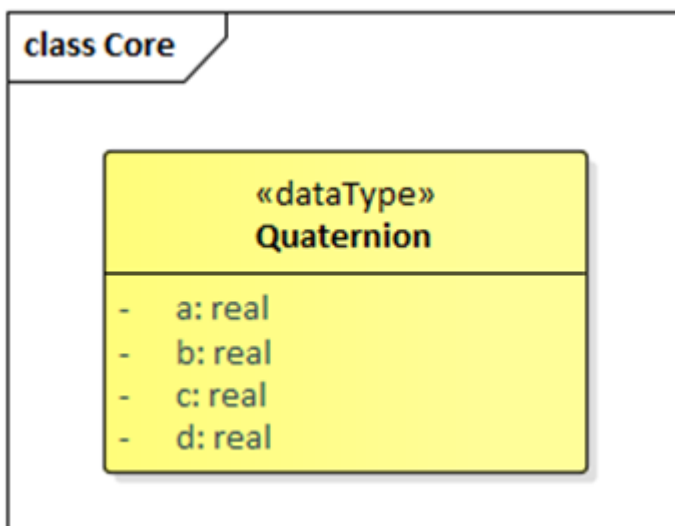 class Core
«dataType»
Quaternion
- a: real
- b: real
- c: real
- d: real